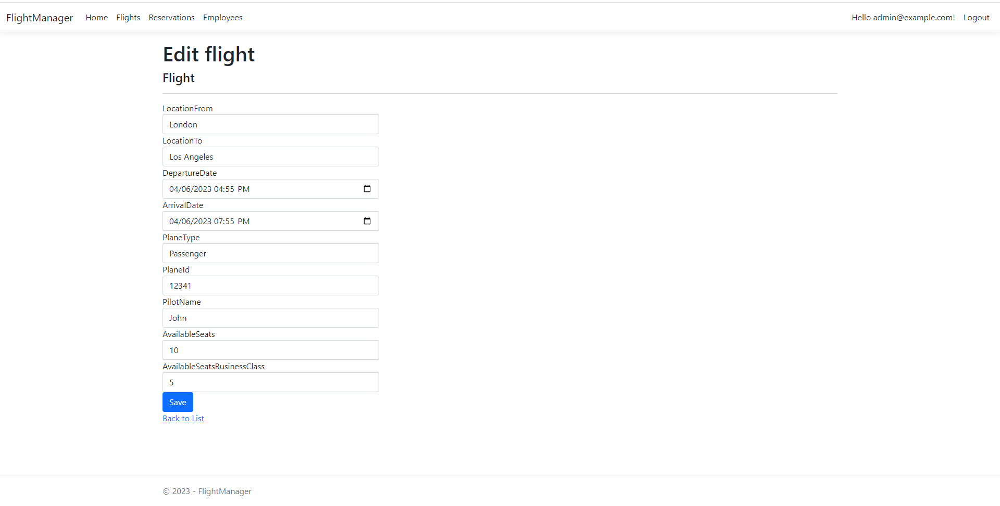 FlightManager Home Flights Reservations Employees Hello admin@example.com! Logout
Edit flight
Flight
LocationFrom
London
LocationTo
Los Angeles
DepartureDate
04/06/2023 04:55 PM
ArrivalDate
04/06/2023 07:55 PM
PlaneType
Passenger
PlaneId
12341
PilotName
John
AvailableSeats
10
AvailableSeatsBusinessClass
5
Save
Back to List
© 2023 - FlightManager